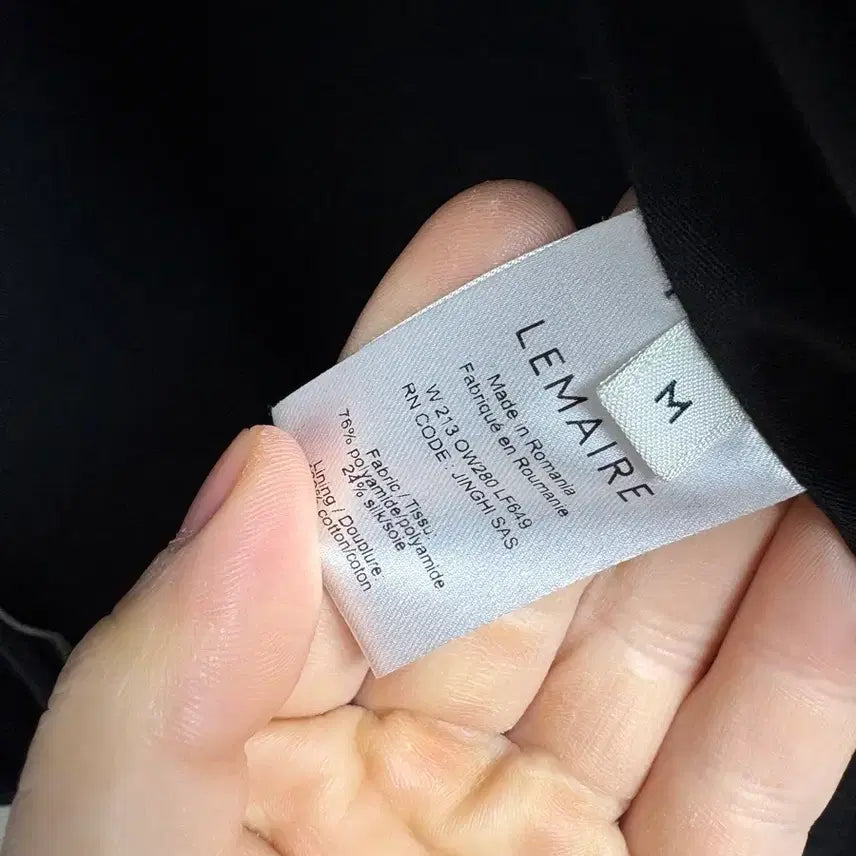 LEMAIRE
M
Made in Romania
Fabriqué en Roumanie
W 213 OW280 LF649
RN CODE : JINGHI SAS
Fabric / Tissu
76% polyamide/polyamide
24% silk/soie
Lining / Doublure
cotton/coton